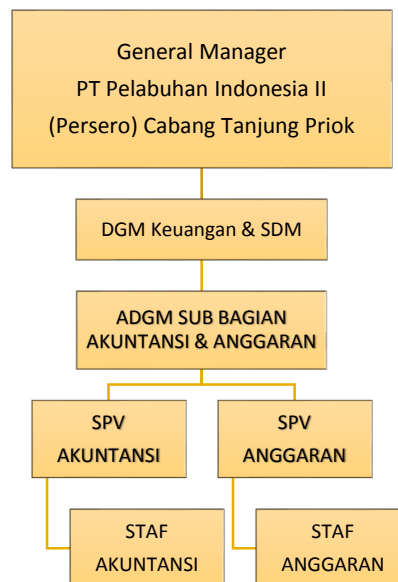 General Manager
PT Pelabuhan Indonesia II
(Persero) Cabang Tanjung Priok
DGM Keuangan & SDM
ADGM SUB BAGIAN
AKUNTANSI & ANGGARAN
SPV
AKUNTANSI
SPV
ANGGARAN
STAF
AKUNTANSI
STAF
ANGGARAN